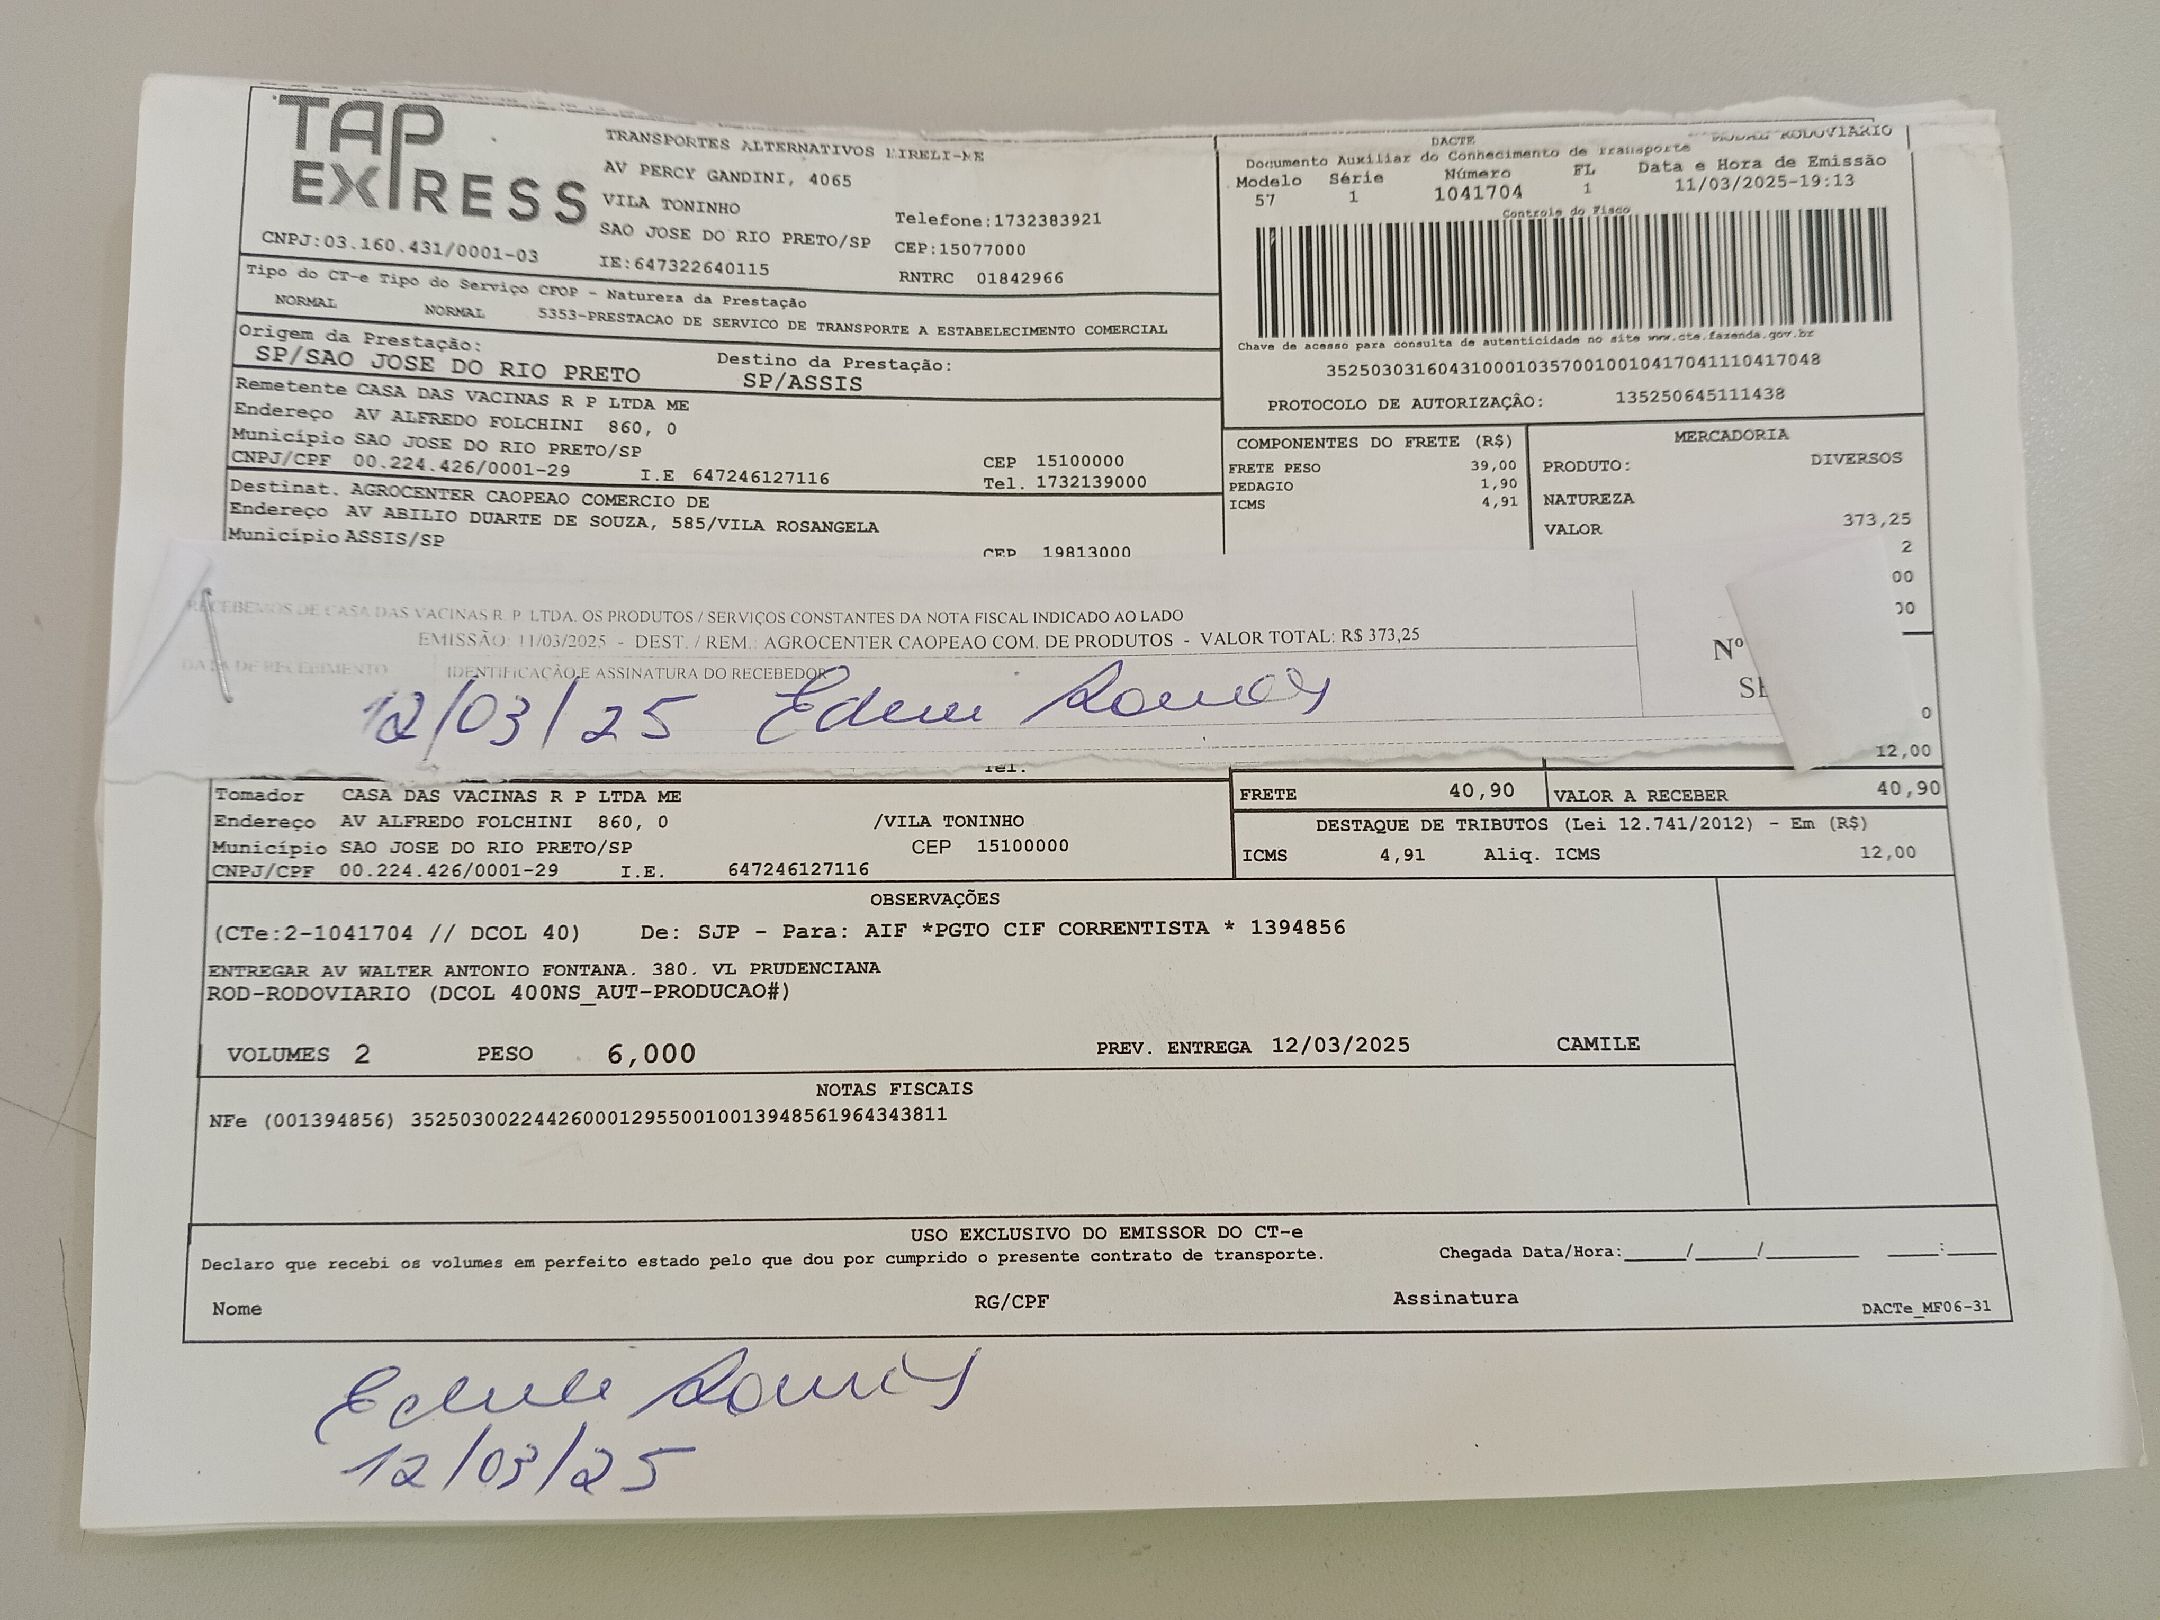 TAP EXPRESS
TRANSPORTES ALTERNATIVOS EIRELI-ME
AV PERCY GANDINI, 4065
VILA TONINHO
SAO JOSE DO RIO PRETO/SP
Telefone:1732383921
CEP:15077000
CNPJ:03.160.431/0001-03
IE:647322640115
RNTRC 01842966
DACTE
MODAL RODOVIARIO
Documento Auxiliar do Conhecimento de Transporte
Data e Hora de Emissão
Modelo Série Número FL
57 1 1041704 1 11/03/2025-19:13
Controle do Fisco
Chave de acesso para consulta de autenticidade no site www.cte.fazenda.gov.br
35250303160431000103570010010417041110417048
PROTOCOLO DE AUTORIZAÇÂO: 135250645111438
Tipo do CT-e Tipo do Serviço CFOP - Natureza da Prestação
NORMAL NORMAL 5353-PRESTACAO DE SERVICO DE TRANSPORTE A ESTABELECIMENTO COMERCIAL
Origem da Prestação: Destino da Prestação:
SP/SAO JOSE DO RIO PRETO SP/ASSIS
Remetente CASA DAS VACINAS R P LTDA ME
Endereço AV ALFREDO FOLCHINI 860, 0
Município SAO JOSE DO RIO PRETO/SP CEP 15100000
CNPJ/CPF 00.224.426/0001-29 I.E 647246127116 Tel. 1732139000
Destinat. AGROCENTER CAOPEAO COMERCIO DE
Endereço AV ABILIO DUARTE DE SOUZA, 585/VILA ROSANGELA
Município ASSIS/SP CEP 19813000
COMPONENTES DO FRETE (R$)
FRETE PESO 39,00
PEDAGIO 1,90
ICMS 4,91
MERCADORIA
PRODUTO: DIVERSOS
NATUREZA
VALOR 373,25
2
00
00
RECEBEMOS DE CASA DAS VACINAS R. P. LTDA. OS PRODUTOS / SERVIÇOS CONSTANTES DA NOTA FISCAL INDICADO AO LADO
EMISSÃO: 11/03/2025 - DEST. / REM.: AGROCENTER CAOPEAO COM. DE PRODUTOS - VALOR TOTAL: R$ 373,25
Nº
DATA DE RECEBIMENTO IDENTIFICAÇÃO E ASSINATURA DO RECEBEDOR
12/03/25
0
12,00
Tel.
Tomador CASA DAS VACINAS R P LTDA ME
Endereço AV ALFREDO FOLCHINI 860, 0 /VILA TONINHO
Município SAO JOSE DO RIO PRETO/SP CEP 15100000
CNPJ/CPF 00.224.426/0001-29 I.E. 647246127116
FRETE 40,90 VALOR A RECEBER 40,90
DESTAQUE DE TRIBUTOS (Lei 12.741/2012) - Em (R$)
ICMS 4,91 Aliq. ICMS 12,00
OBSERVAÇÕES
(CTe:2-1041704 // DCOL 40) De: SJP - Para: AIF *PGTO CIF CORRENTISTA * 1394856
ENTREGAR AV WALTER ANTONIO FONTANA. 380. VL PRUDENCIANA
ROD-RODOVIARIO (DCOL 400NS_AUT-PRODUCAO#)
VOLUMES 2 PESO 6,000 PREV. ENTREGA 12/03/2025 CAMILE
NOTAS FISCAIS
NFe (001394856) 35250300224426000129550010013948561964343811
USO EXCLUSIVO DO EMISSOR DO CT-e
Declaro que recebi os volumes em perfeito estado pelo que dou por cumprido o presente contrato de transporte. Chegada Data/Hora:____/____/______ ___:___
Nome RG/CPF Assinatura
DACTe_MF06-31
12/03/25